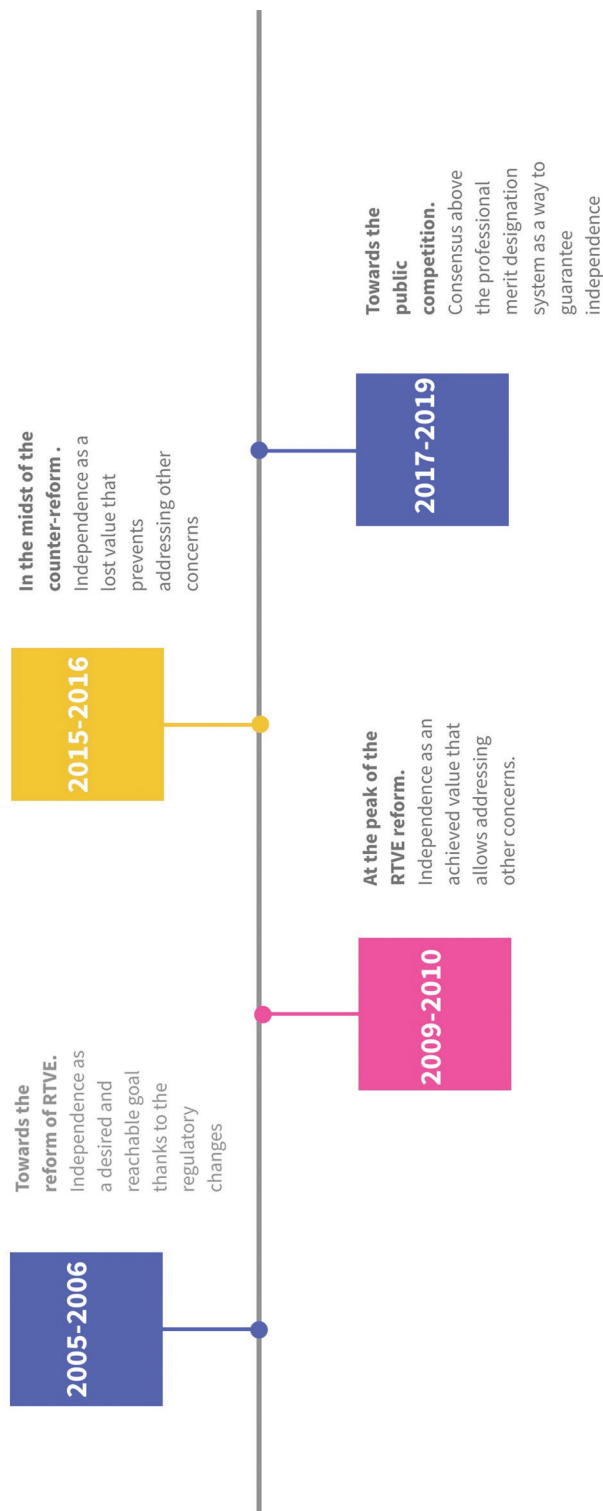 2005-2006
Towards the
reform of RTVE.
Independence as
a desired and
reachable goal
thanks to the
regulatory
changes
2009-2010
At the peak of the
RTVE reform.
Independence as an
achieved value that
allows addressing
other concerns.
2015-2016
In the midst of the
counter-reform .
Independence as a
lost value that
prevents
addressing other
concerns
2017-2019
Towards the
public
competition.
Consensus above
the professional
merit designation
system as a way to
guarantee
independence